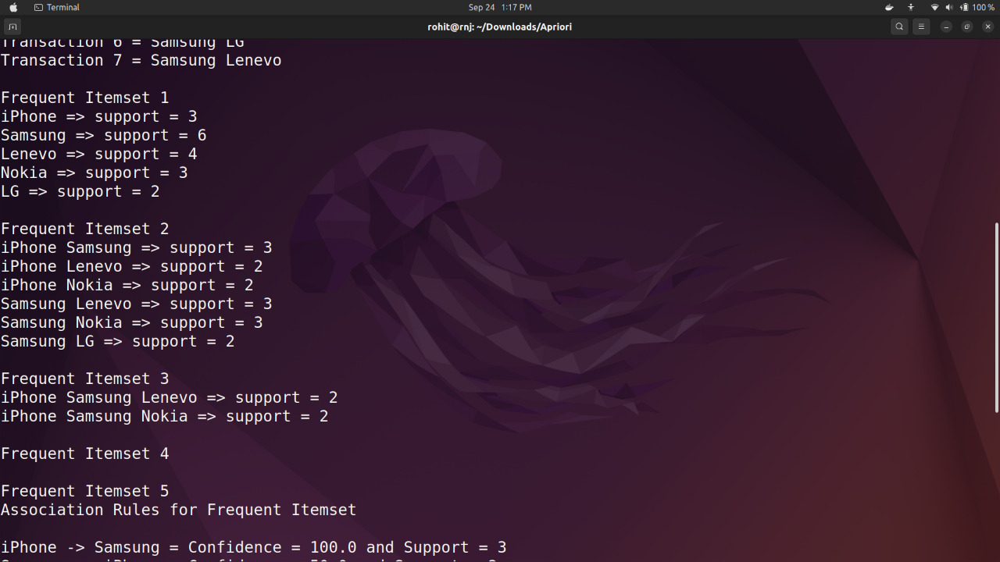 Terminal
Sep 24 1:17 PM
100 %
rohit@rnj: ~/Downloads/Apriori
Transaction 6 = Samsung LG
Transaction 7 = Samsung Lenevo
Frequent Itemset 1
iPhone => support = 3
Samsung => support = 6
Lenevo => support = 4
Nokia => support = 3
LG => support = 2
Frequent Itemset 2
iPhone Samsung => support = 3
iPhone Lenevo => support = 2
iPhone Nokia => support = 2
Samsung Lenevo => support = 3
Samsung Nokia => support = 3
Samsung LG => support = 2
Frequent Itemset 3
iPhone Samsung Lenevo => support = 2
iPhone Samsung Nokia => support = 2
Frequent Itemset 4
Frequent Itemset 5
Association Rules for Frequent Itemset
iPhone -> Samsung = Confidence = 100.0 and Support = 3